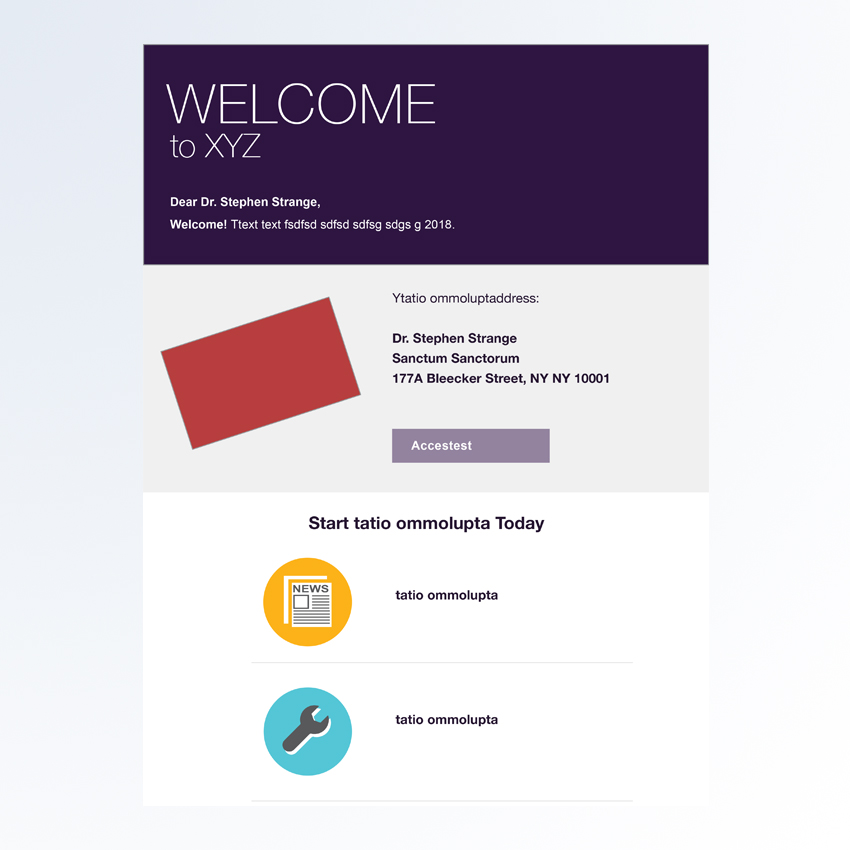 WELCOME
to XYZ
Dear Dr. Stephen Strange,
Welcome! Ttext text fsdfsd sdfsd sdfsg sdgs g 2018.
Ytatio ommoluptaddress:
Dr. Stephen Strange
Sanctum Sanctorum
177A Bleecker Street, NY NY 10001
Accestest
Start tatio ommolupta Today
NEWS
tatio ommolupta
tatio ommolupta